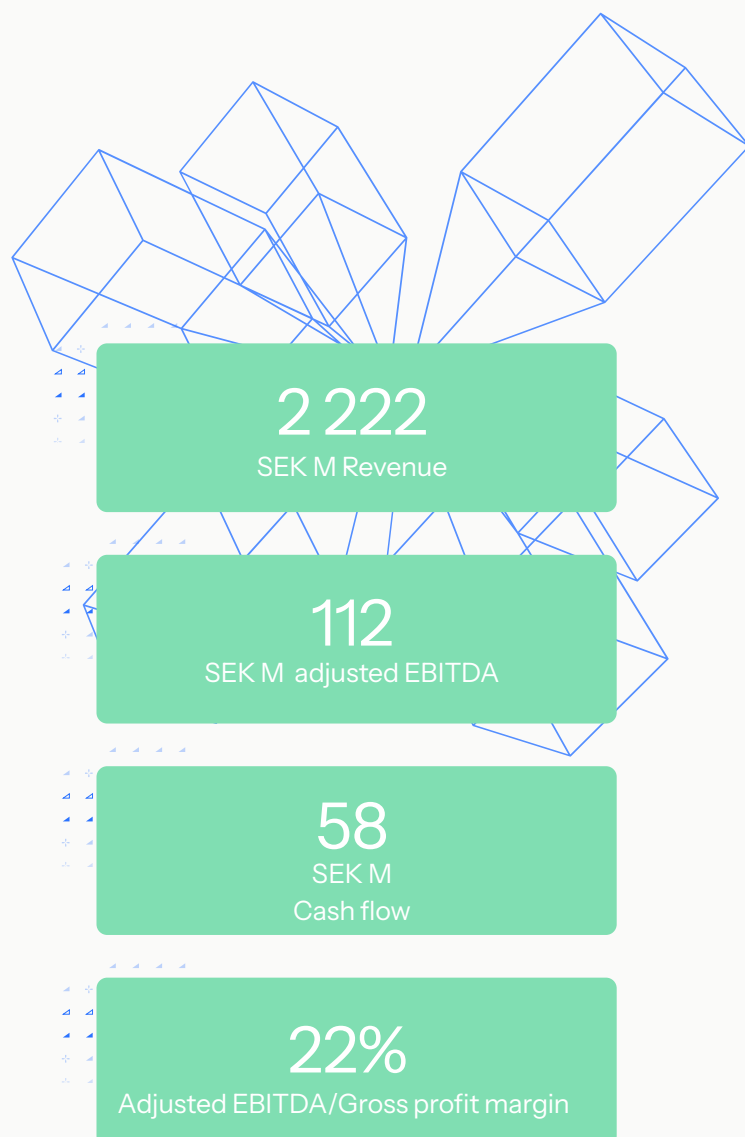 2 222
SEK M Revenue
112
SEK M adjusted EBITDA
58
SEK M
Cash flow
22%
Adjusted EBITDA/Gross profit margin